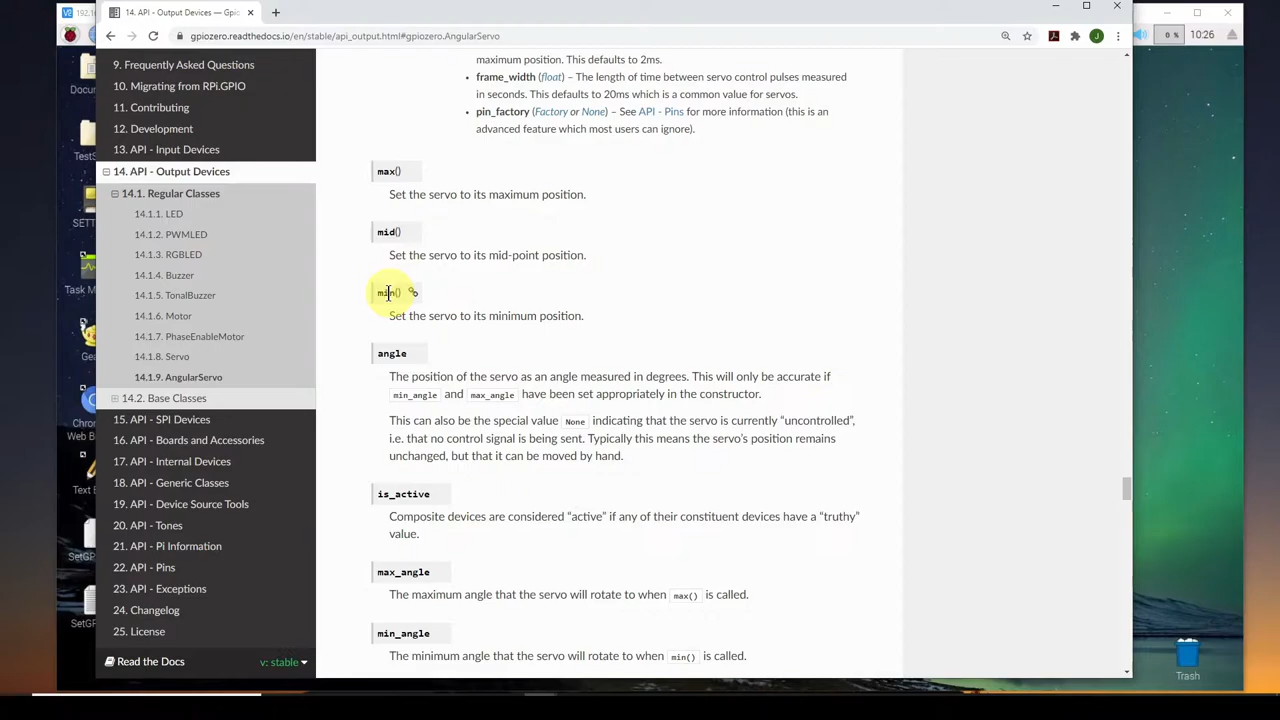 192.16
14. API - Output Devices — Gpio
gpiozero.readthedocs.io/en/stable/api_output.html#gpiozero.AngularServo
J
0 %
10:26
9. Frequently Asked Questions
10. Migrating from RPi.GPIO
11. Contributing
12. Development
13. API - Input Devices
14. API - Output Devices
14.1. Regular Classes
14.1.1. LED
14.1.2. PWMLED
14.1.3. RGBLED
14.1.4. Buzzer
14.1.5. TonalBuzzer
14.1.6. Motor
14.1.7. PhaseEnableMotor
14.1.8. Servo
14.1.9. AngularServo
14.2. Base Classes
15. API - SPI Devices
16. API - Boards and Accessories
17. API - Internal Devices
18. API - Generic Classes
19. API - Device Source Tools
20. API - Tones
21. API - Pi Information
22. API - Pins
23. API - Exceptions
24. Changelog
25. License
Read the Docs
v: stable
maximum position. This defaults to 2ms.
• frame_width (float) – The length of time between servo control pulses measured
in seconds. This defaults to 20ms which is a common value for servos.
• pin_factory (Factory or None) – See API - Pins for more information (this is an
advanced feature which most users can ignore).
max()
Set the servo to its maximum position.
mid()
Set the servo to its mid-point position.
min()
Set the servo to its minimum position.
angle
The position of the servo as an angle measured in degrees. This will only be accurate if
min_angle and max_angle have been set appropriately in the constructor.
This can also be the special value None indicating that the servo is currently “uncontrolled”,
i.e. that no control signal is being sent. Typically this means the servo’s position remains
unchanged, but that it can be moved by hand.
is_active
Composite devices are considered “active” if any of their constituent devices have a “truthy”
value.
max_angle
The maximum angle that the servo will rotate to when max() is called.
min_angle
The minimum angle that the servo will rotate to when min() is called.
Docum
TestS
SETT
Tem
Gea
Chro
Web B
Text E
SetGP
SetG
Trash